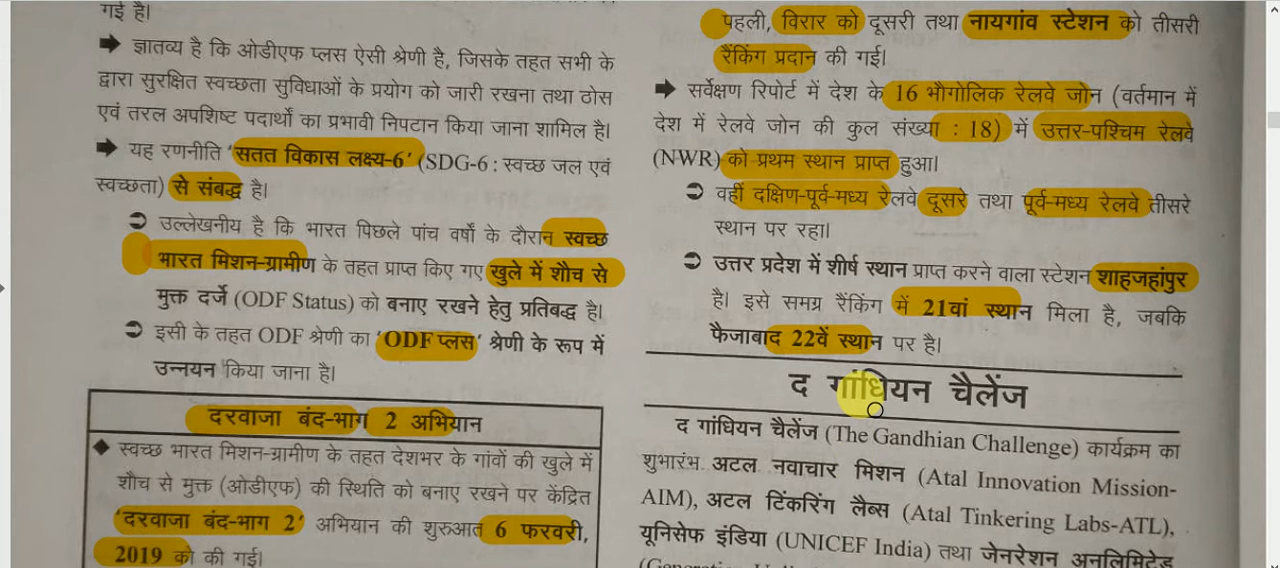 गई है।
➡ ज्ञातव्य है कि ओडीएफ प्लस ऐसी श्रेणी है, जिसके तहत सभी के
द्वारा सुरक्षित स्वच्छता सुविधाओं के प्रयोग को जारी रखना तथा ठोस
एवं तरल अपशिष्ट पदार्थों का प्रभावी निपटान किया जाना शामिल है।
➡ यह रणनीति 'सतत विकास लक्ष्य-6' (SDG-6 : स्वच्छ जल एवं
स्वच्छता) से संबद्ध है।
⊃ उल्लेखनीय है कि भारत पिछले पांच वर्षों के दौरान स्वच्छ
भारत मिशन-ग्रामीण के तहत प्राप्त किए गए खुले में शौच से
मुक्त दर्जे (ODF Status) को बनाए रखने हेतु प्रतिबद्ध है।
⊃ इसी के तहत ODF श्रेणी का 'ODF प्लस' श्रेणी के रूप में
उन्नयन किया जाना है।
दरवाजा बंद-भाग 2 अभियान
◆ स्वच्छ भारत मिशन-ग्रामीण के तहत देशभर के गांवों की खुले में
शौच से मुक्त (ओडीएफ) की स्थिति को बनाए रखने पर केंद्रित
'दरवाजा बंद-भाग 2' अभियान की शुरुआत 6 फरवरी,
2019 को की गई।
पहली, विरार को दूसरी तथा नायगांव स्टेशन को तीसरी
रैंकिंग प्रदान की गई।
➡ सर्वेक्षण रिपोर्ट में देश के 16 भौगोलिक रेलवे जोन (वर्तमान में
देश में रेलवे जोन की कुल संख्या : 18) में उत्तर-पश्चिम रेलवे
(NWR) को प्रथम स्थान प्राप्त हुआ।
⊃ वहीं दक्षिण-पूर्व-मध्य रेलवे दूसरे तथा पूर्व-मध्य रेलवे तीसरे
स्थान पर रहा।
⊃ उत्तर प्रदेश में शीर्ष स्थान प्राप्त करने वाला स्टेशन शाहजहांपुर
है। इसे समग्र रैंकिंग में 21वां स्थान मिला है, जबकि
फैजाबाद 22वें स्थान पर है।
द गांधियन चैलेंज
द गांधियन चैलेंज (The Gandhian Challenge) कार्यक्रम का
शुभारंभ अटल नवाचार मिशन (Atal Innovation Mission-
AIM), अटल टिंकरिंग लैब्स (Atal Tinkering Labs-ATL),
यूनिसेफ इंडिया (UNICEF India) तथा जेनरेशन अनलिमिटेड